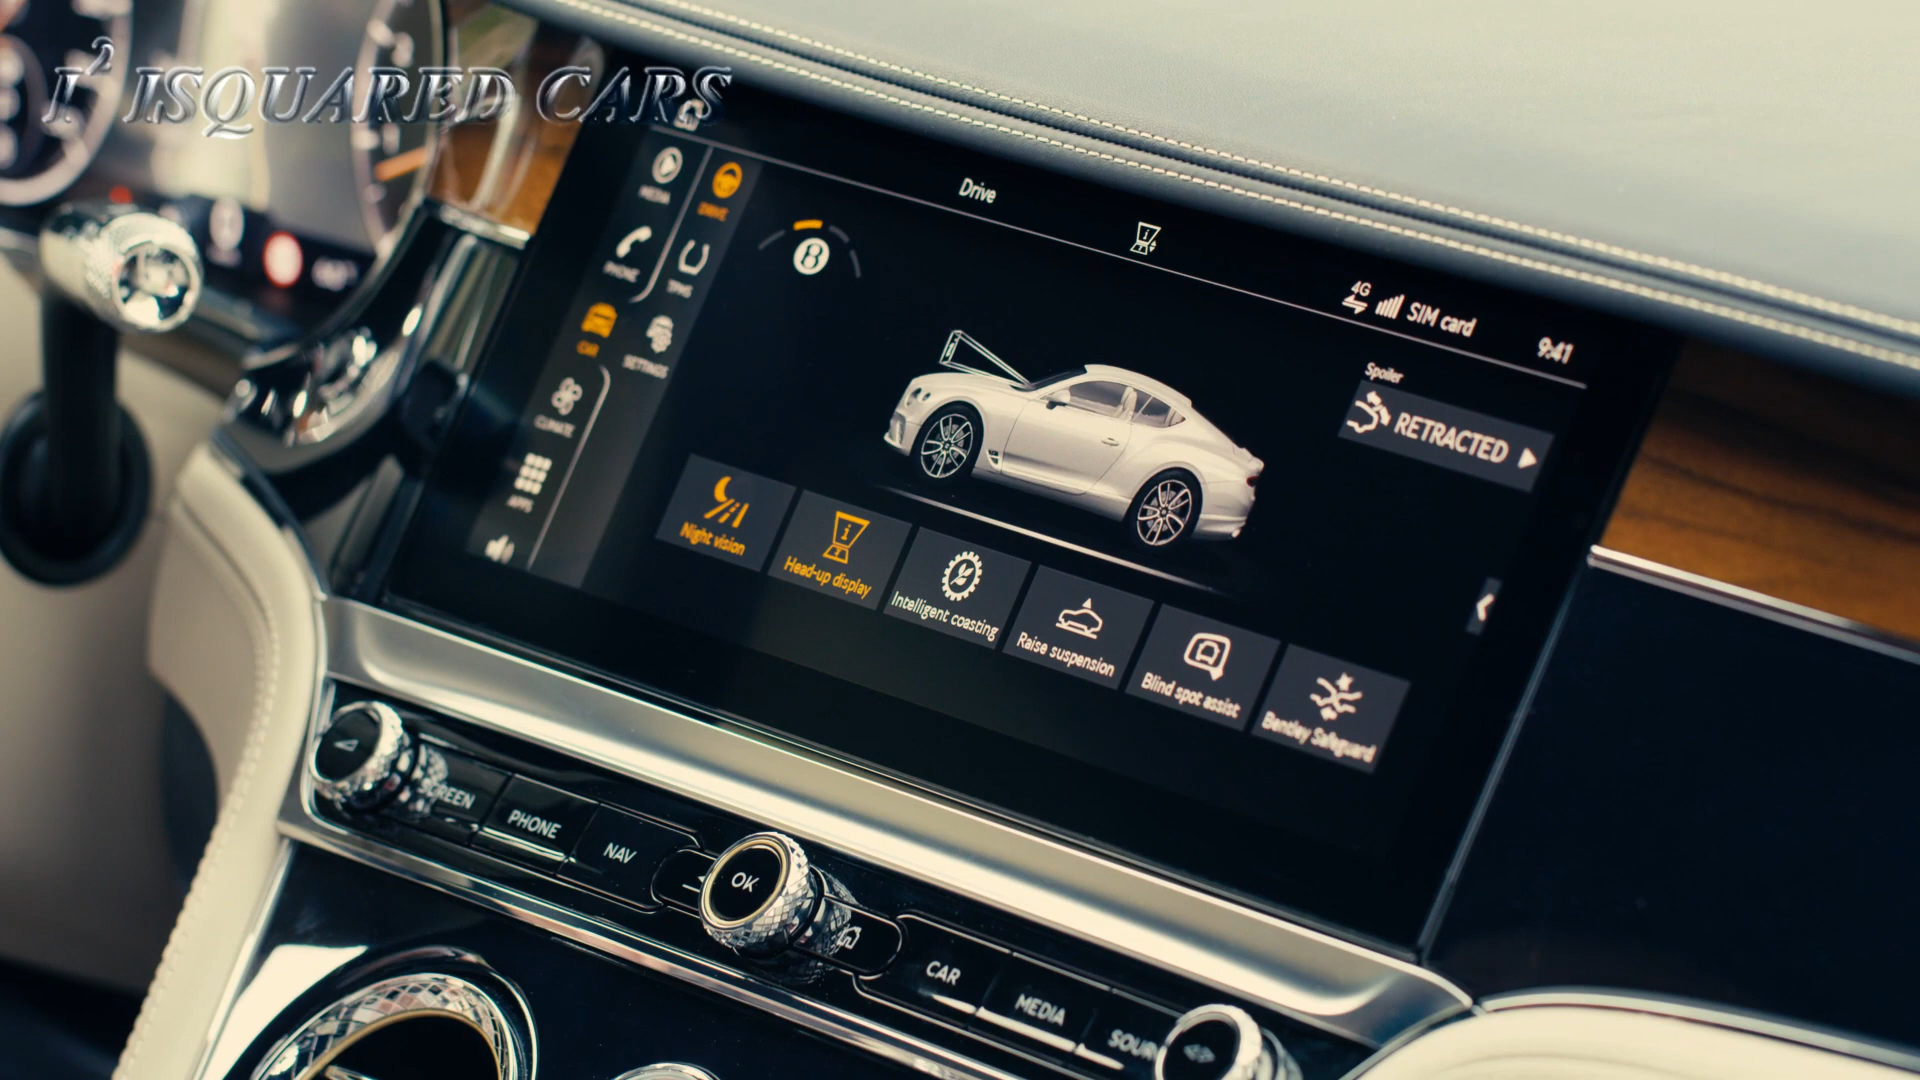 I² ISQUARED CARS
Drive
4G SIM card 9:41
MEDIA
DRIVE
PHONE
TPMS
CAR
SETTINGS
CLIMATE
APPS
Spoiler
RETRACTED
Night vision
Head-up display
Intelligent coasting
Raise suspension
Blind spot assist
Bentley Safeguard
SCREEN
PHONE
NAV
OK
CAR
MEDIA